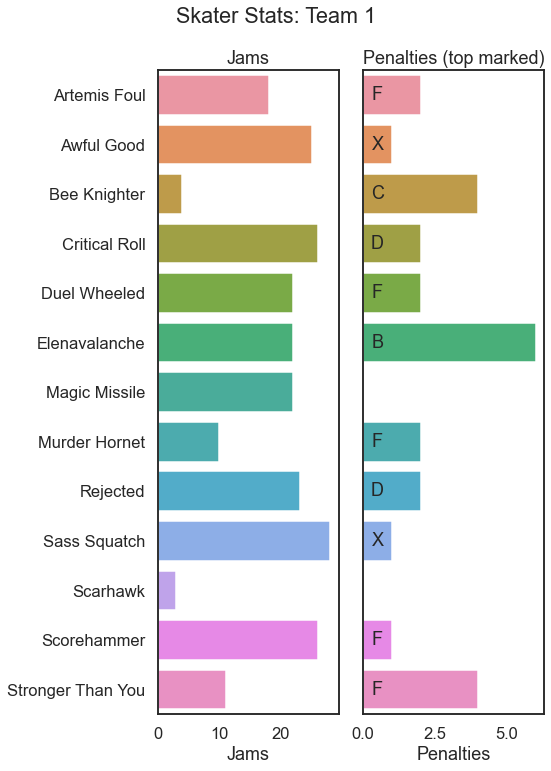 Skater Stats: Team 1
Jams
Penalties (top marked)
Artemis Foul F
Awful Good X
Bee Knighter C
Critical Roll D
Duel Wheeled F
Elenavalanche B
Magic Missile
Murder Hornet F
Rejected D
Sass Squatch X
Scarhawk
Scorehammer F
Stronger Than You F
0 20
0.0 2.5 5.0
Jams
Penalties